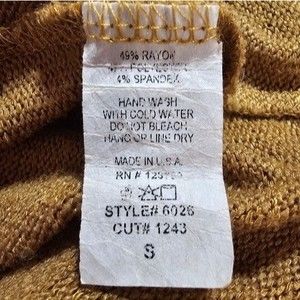 49% RAYON
4% SPANDEX
HAND WASH
WITH COLD WATER
DO NOT BLEACH
HANG OR LINE DRY
MADE IN U.S.A.
RN #
STYLE# 6026
CUT# 1243
S